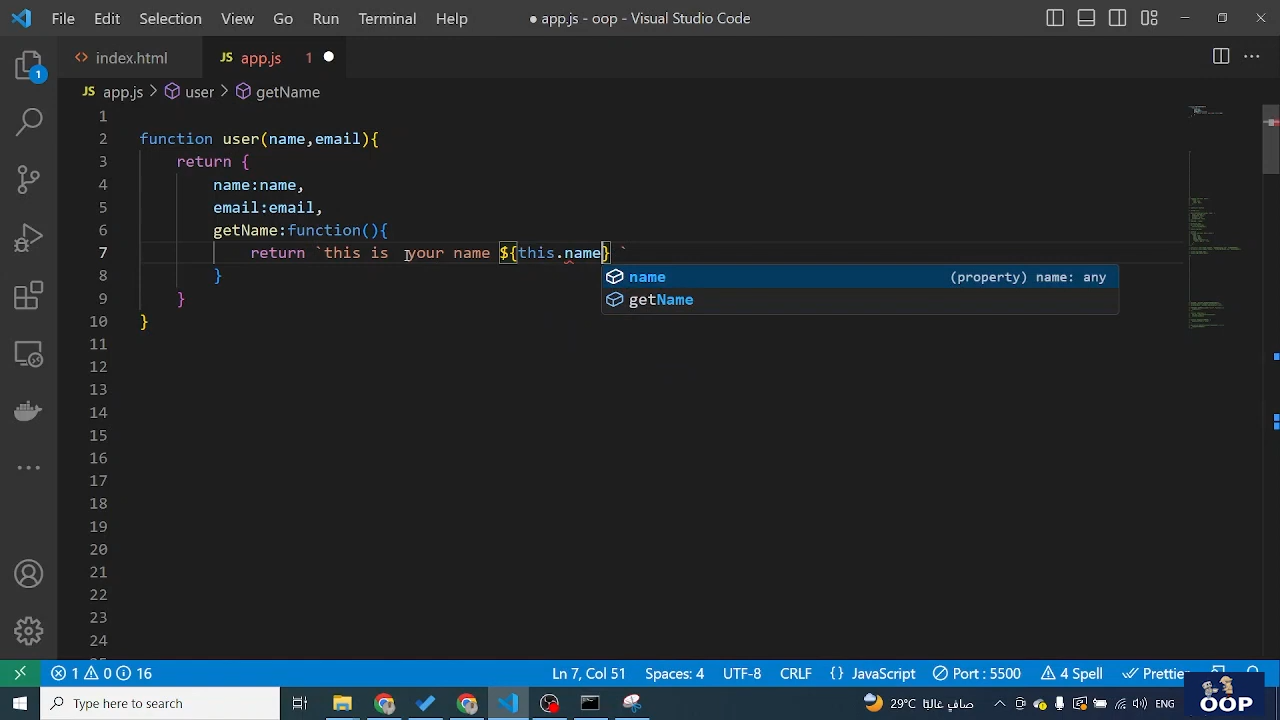 File Edit Selection View Go Run Terminal Help ● app.js - oop - Visual Studio Code
<> index.html JS app.js 1
JS app.js > user > getName
1
1
2 function user(name,email){
3 return {
4 name:name,
5 email:email,
6 getName:function(){
7 return `this is your name ${this.name} `
name (property) name: any
getName
8 }
9 }
10 }
11
12
13
14
15
16
17
18
19
20
21
22
23
24
1 0 16 Ln 7, Col 51 Spaces: 4 UTF-8 CRLF {} JavaScript Port : 5500 4 Spell Prettie
Type here to search 29°C صافي غالبًا ENG
OOP